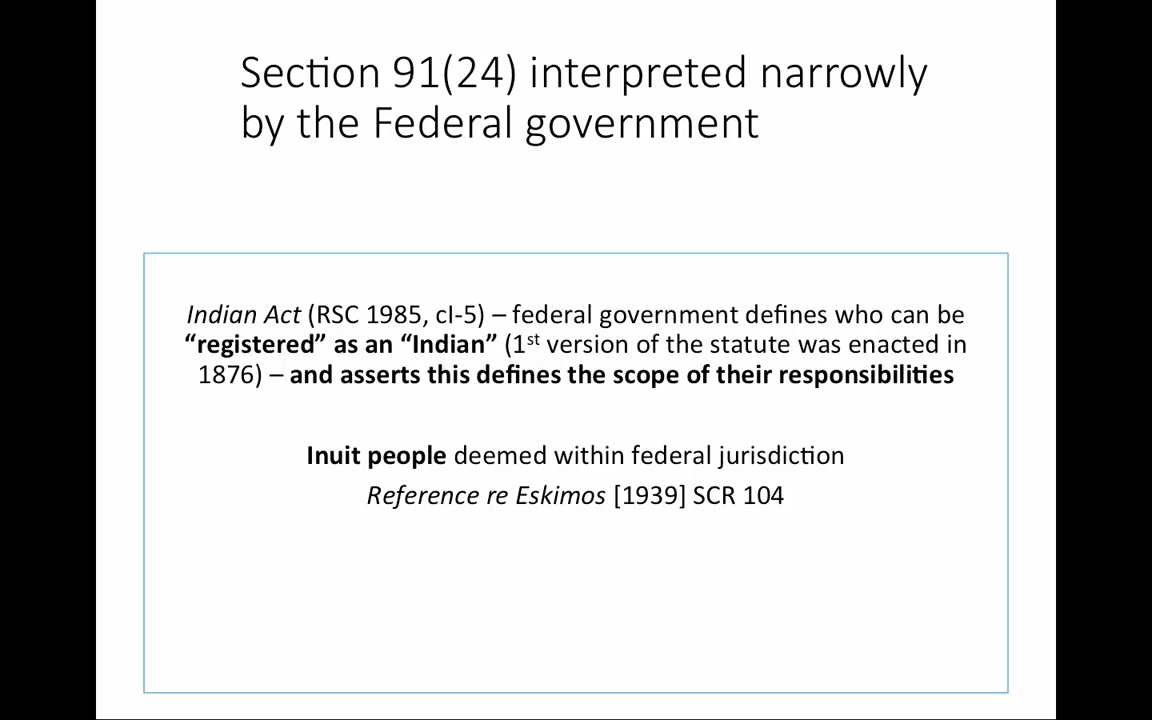 Section 91(24) interpreted narrowly
by the Federal government
Indian Act (RSC 1985, cI-5) – federal government defines who can be
“registered” as an “Indian” (1st version of the statute was enacted in
1876) – and asserts this defines the scope of their responsibilities
Inuit people deemed within federal jurisdiction
Reference re Eskimos [1939] SCR 104